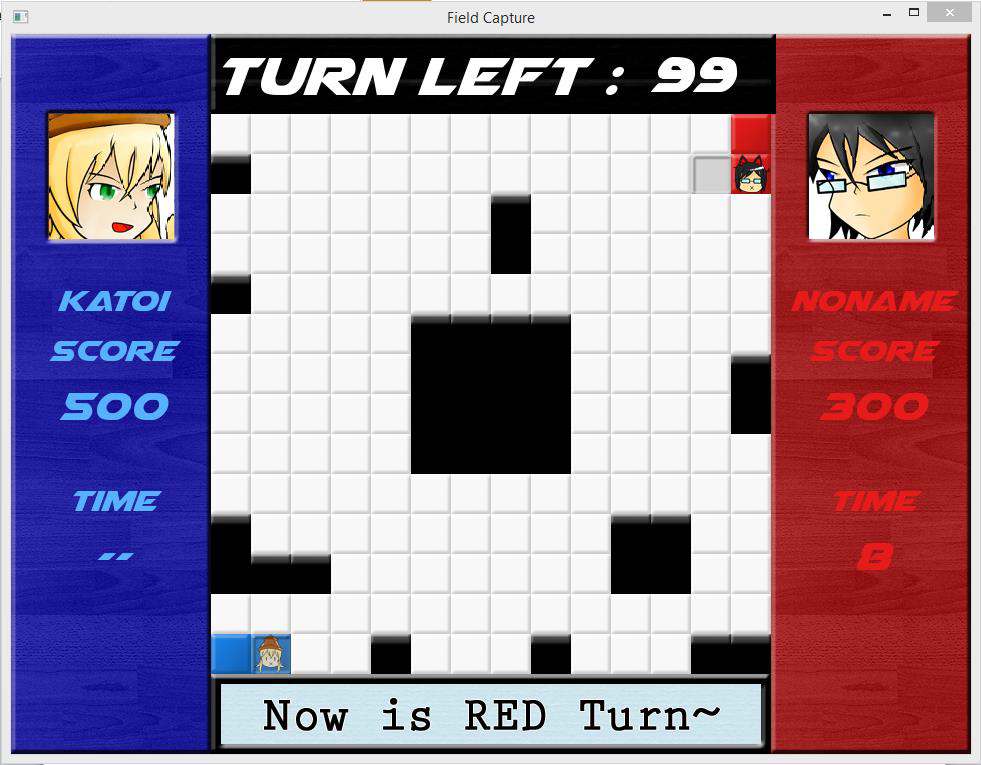 Field Capture
TURN LEFT : 99
KATOI
SCORE
500
TIME
--
NONAME
SCORE
300
TIME
8
Now is RED Turn~